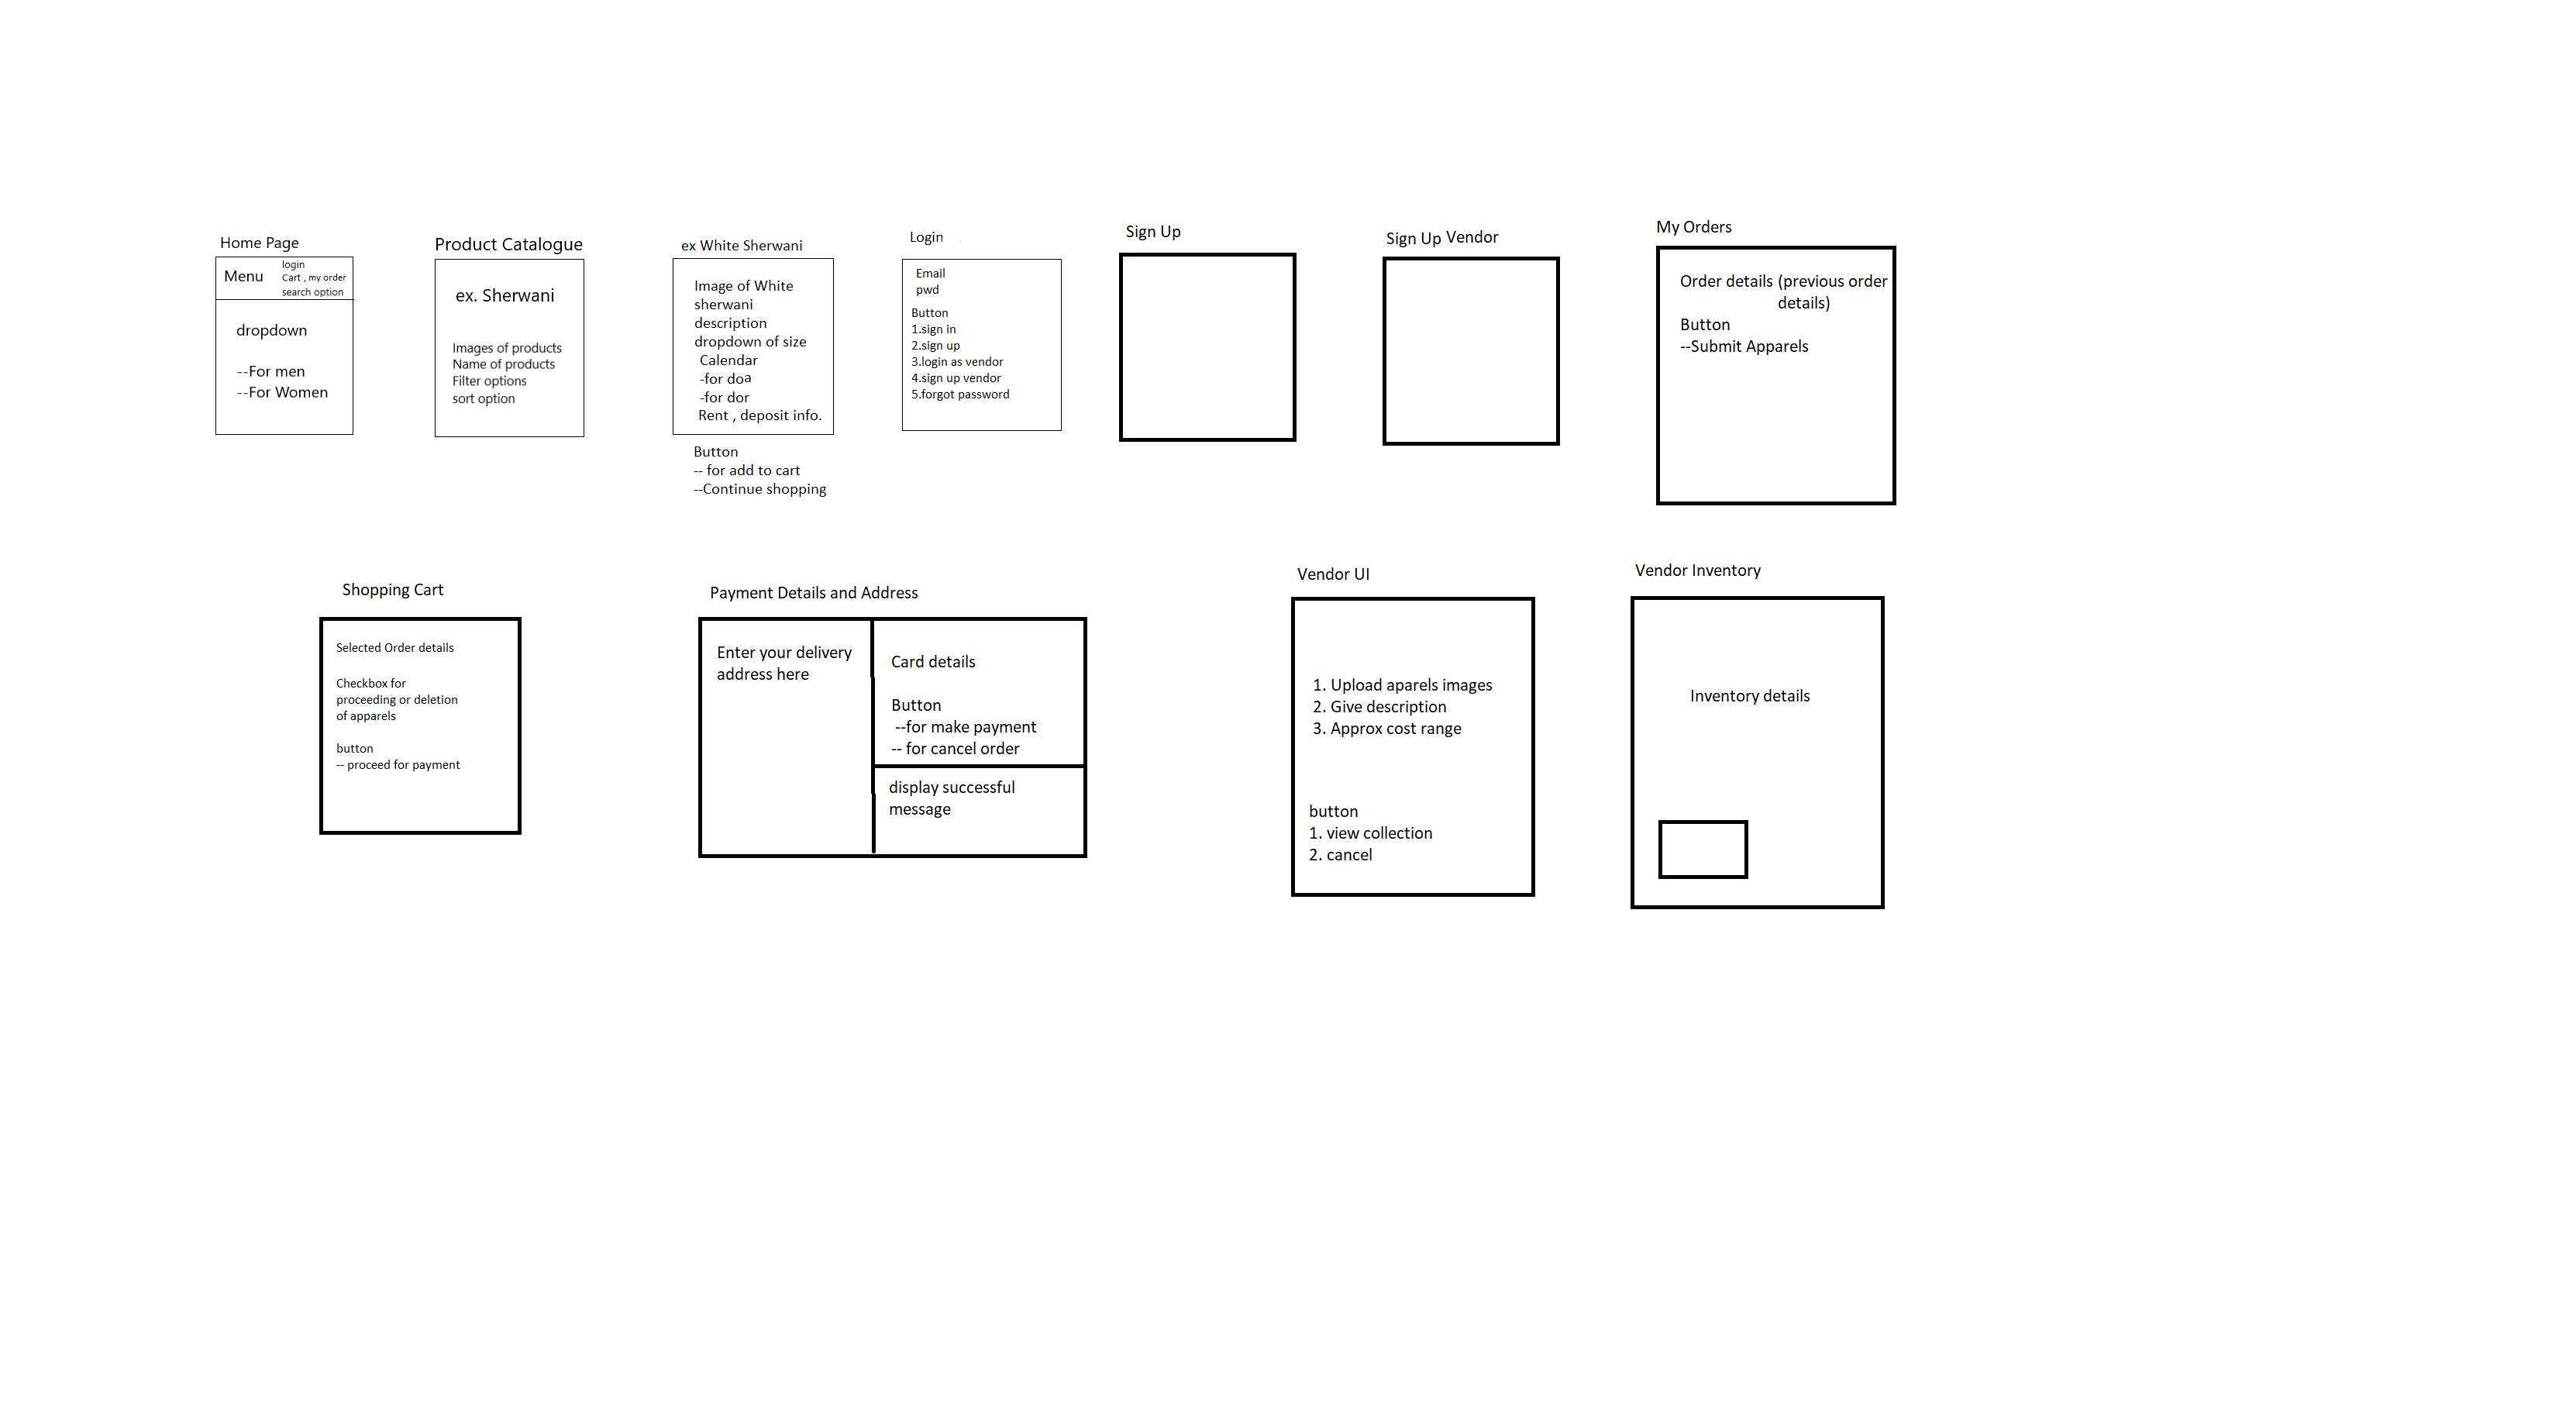 Home Page
Menu
login
Cart , my order
search option
dropdown
--For men
--For Women
Product Catalogue
ex. Sherwani
Images of products
Name of products
Filter options
sort option
ex White Sherwani
Image of White
sherwani
description
dropdown of size
Calendar
-for doa
-for dor
Rent , deposit info.
Button
-- for add to cart
--Continue shopping
Login
Email
pwd
Button
1.sign in
2.sign up
3.login as vendor
4.sign up vendor
5.forgot password
Sign Up
Sign Up Vendor
My Orders
Order details (previous order
details)
Button
--Submit Apparels
Shopping Cart
Selected Order details
Checkbox for
proceeding or deletion
of apparels
button
-- proceed for payment
Payment Details and Address
Enter your delivery
address here
Card details
Button
--for make payment
-- for cancel order
display successful
message
Vendor UI
1. Upload aparels images
2. Give description
3. Approx cost range
button
1. view collection
2. cancel
Vendor Inventory
Inventory details